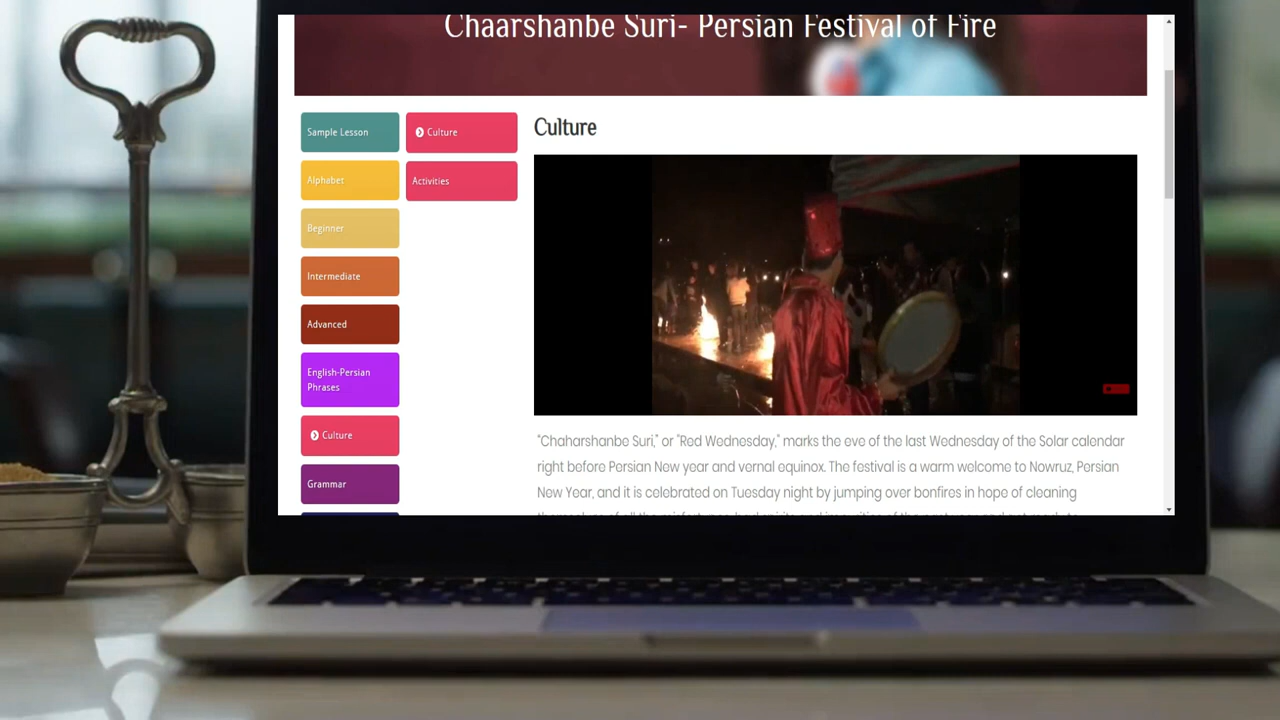 Chaarshanbe Suri- Persian Festival of Fire
Sample Lesson
Alphabet
Beginner
Intermediate
Advanced
English-Persian
Phrases
Culture
Grammar
Culture
Activities
Culture
"Chaharshanbe Suri," or "Red Wednesday," marks the eve of the last Wednesday of the Solar calendar
right before Persian New year and vernal equinox. The festival is a warm welcome to Nowruz, Persian
New Year, and it is celebrated on Tuesday night by jumping over bonfires in hope of cleaning